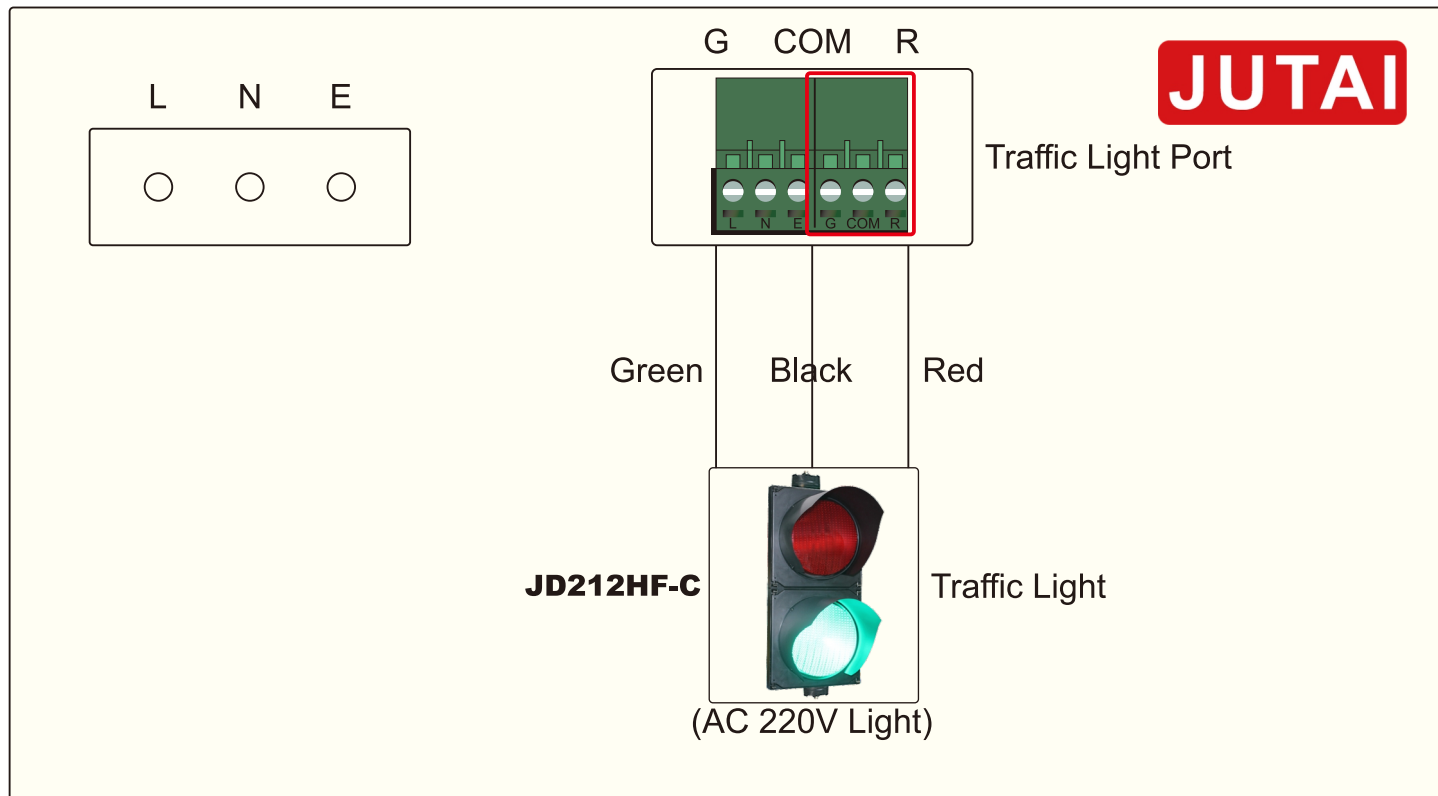 G COM R
JUTAI
L N E
Traffic Light Port
L N E G COM R
Green Black Red
JD212HF-C
Traffic Light
(AC 220V Light)